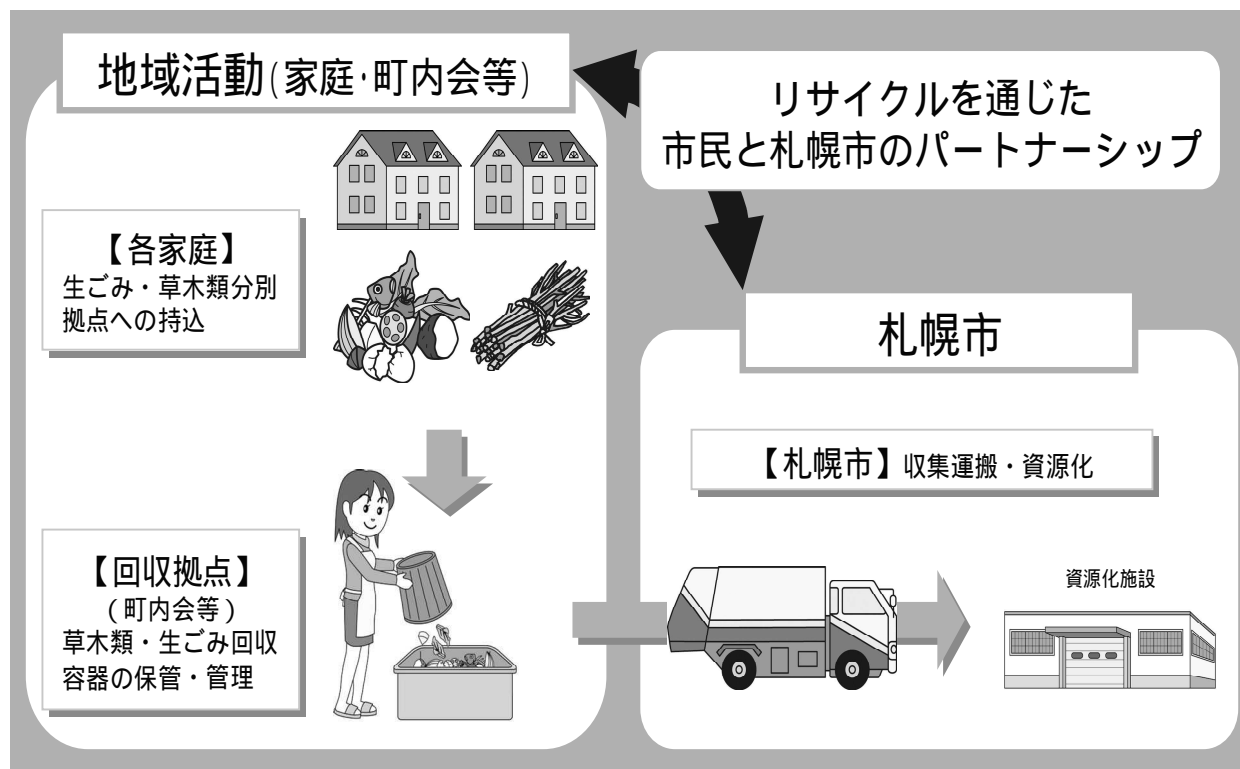 地域活動(家庭・町内会等)
リサイクルを通じた
市民と札幌市のパートナーシップ
【各家庭】
生ごみ・草木類分別
拠点への持込
【回収拠点】
(町内会等)
草木類・生ごみ回収
容器の保管・管理
札幌市
【札幌市】収集運搬・資源化
資源化施設